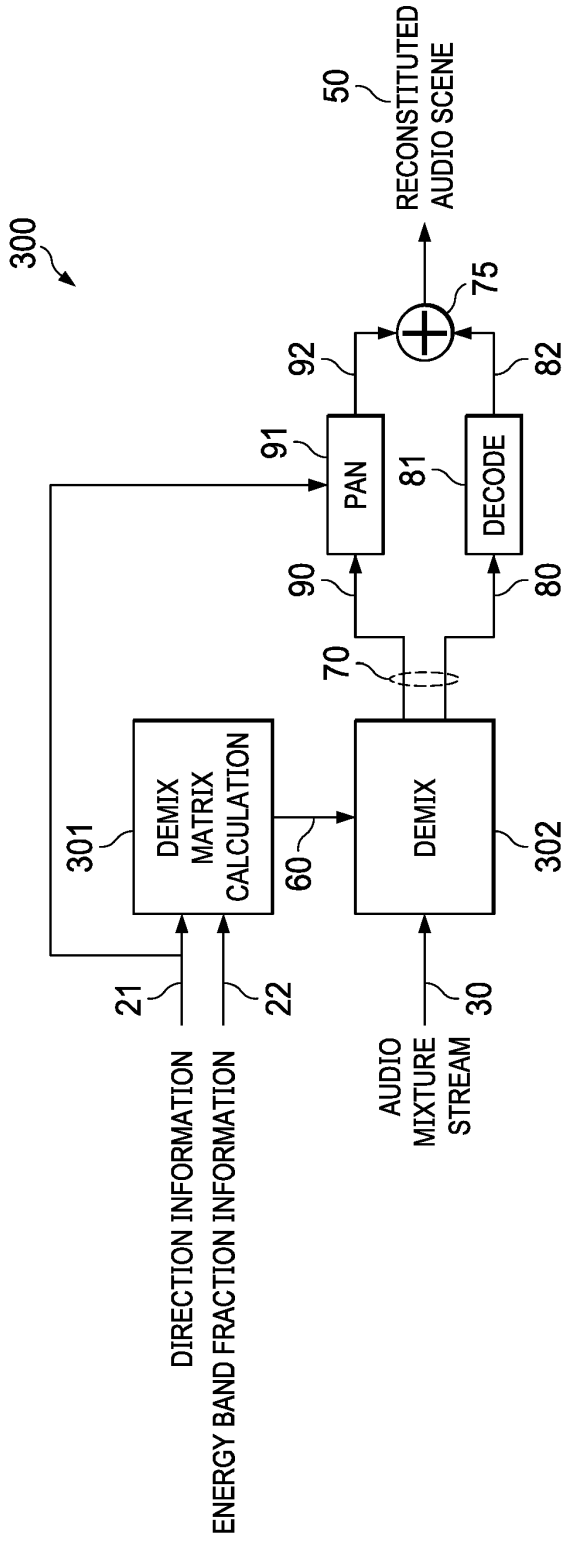 300
DIRECTION INFORMATION
ENERGY BAND FRACTION INFORMATION
21
22
301
DEMIX
MATRIX
CALCULATION
60
AUDIO
MIXTURE
STREAM
30
DEMIX
302
70
90
80
PAN
91
DECODE
81
92
82
75
50
RECONSTITUTED
AUDIO SCENE